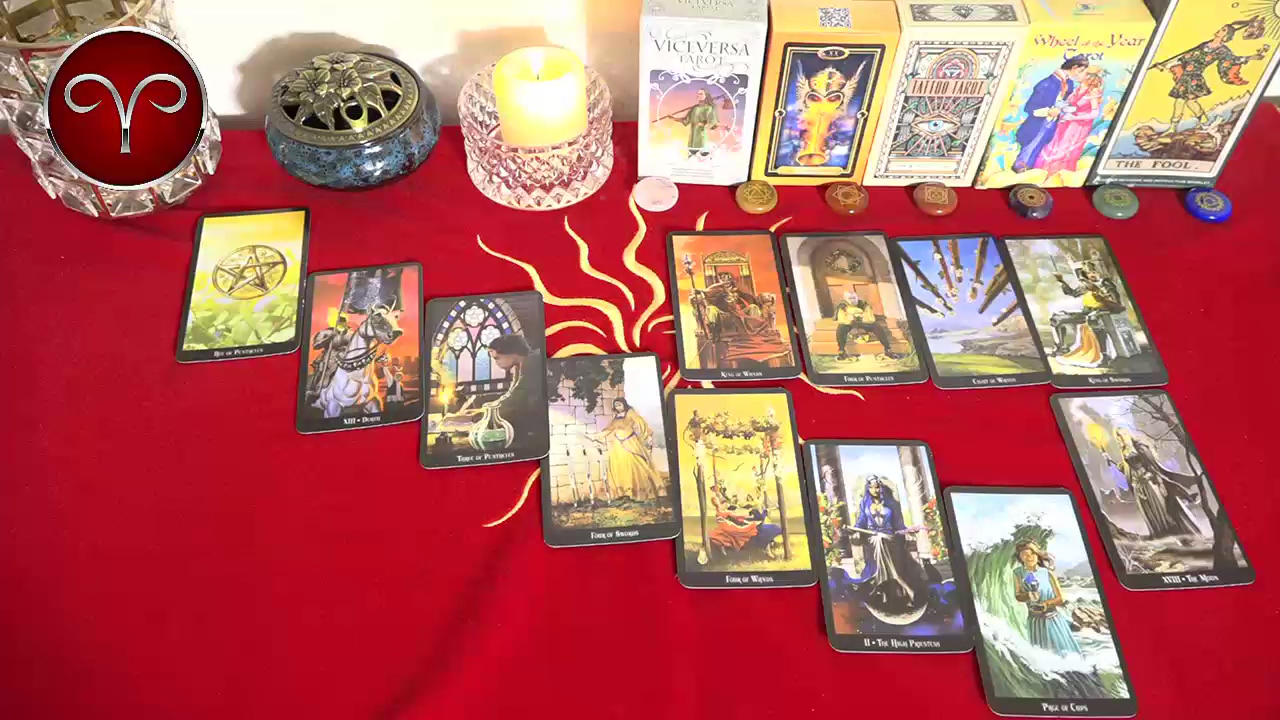 VICEVERSA
TAROT
XX
TATTOO TAROT
Wheel of the Year
Tarot
THE FOOL.
Ace of Pentacles
XIII • Death
Three of Pentacles
Four of Swords
King of Wands
Four of Pentacles
Eight of Wands
King of Swords
Four of Wands
II • The High Priestess
Page of Cups
XVIII • The Moon